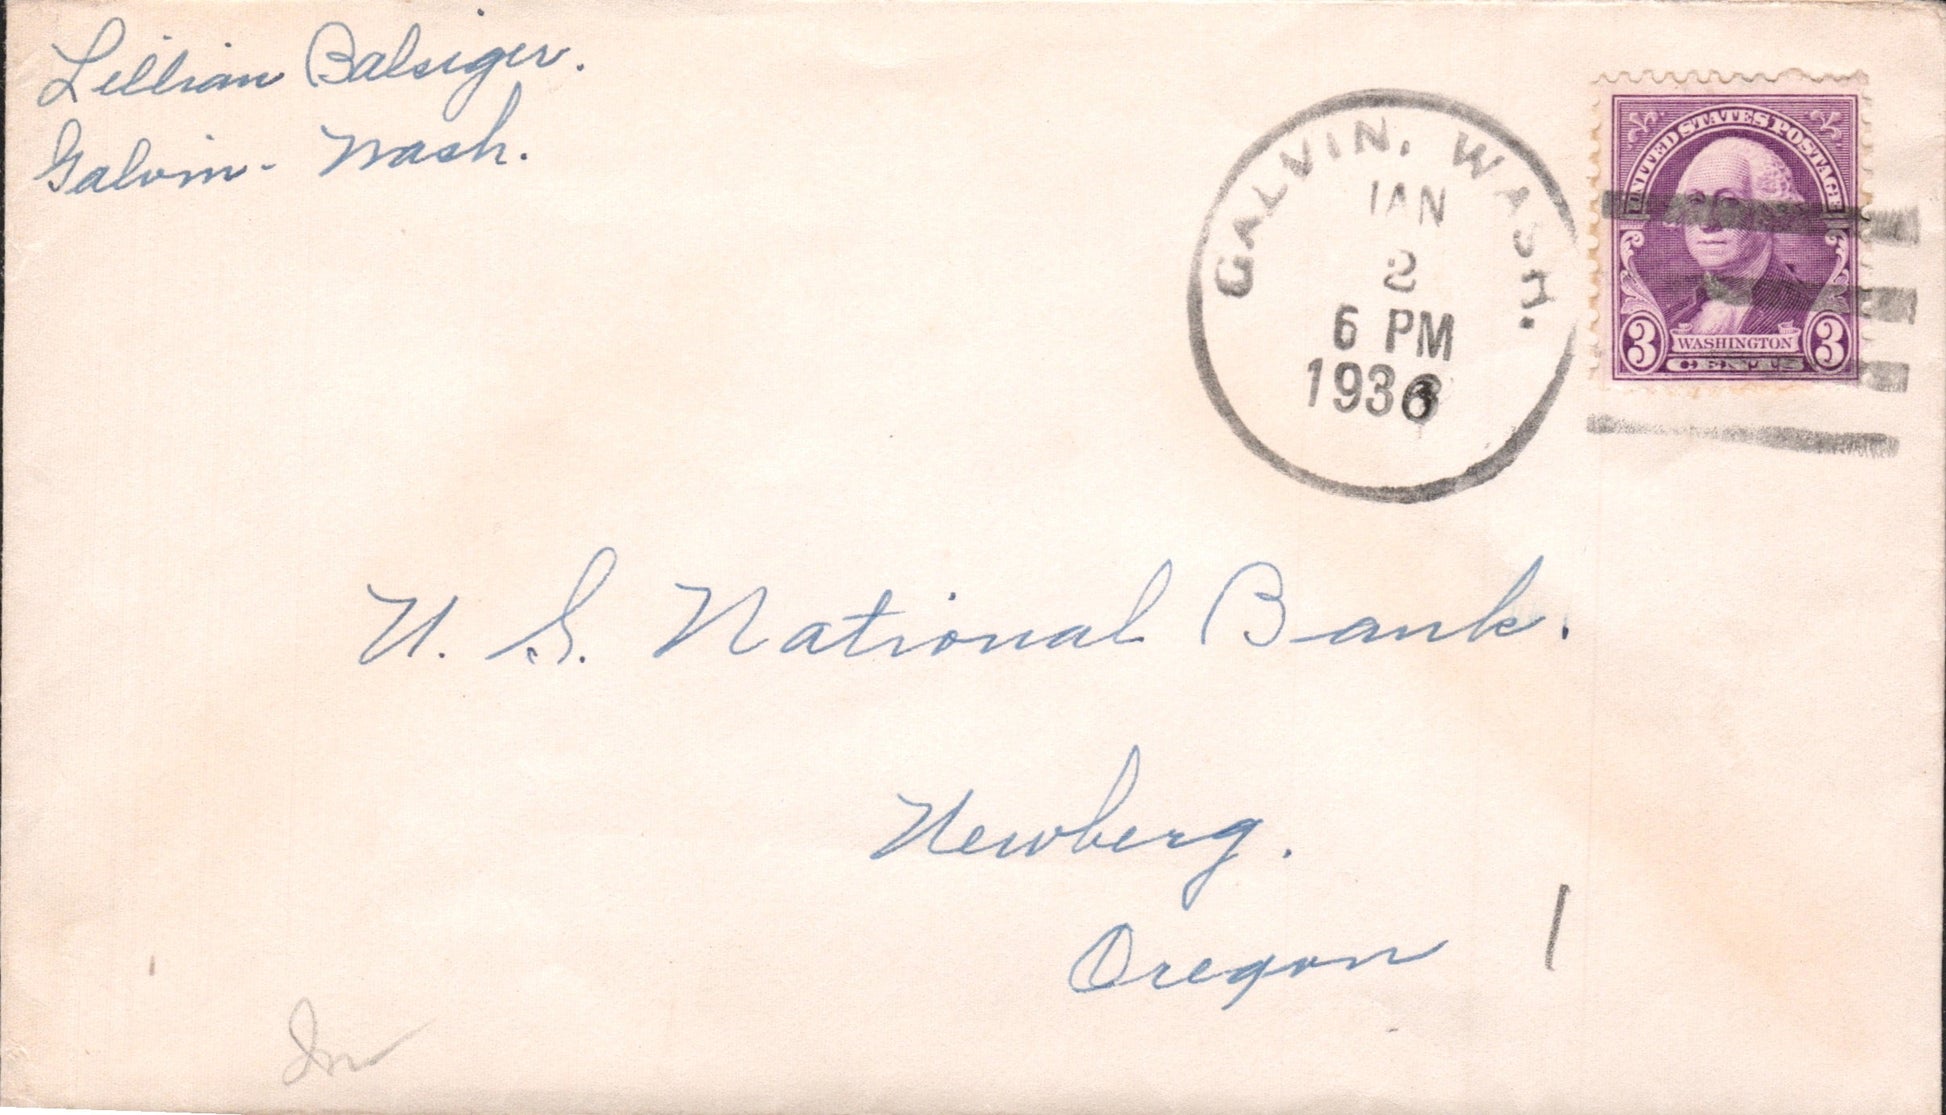 Lillian Balsiger.
Galvin - Wash.
GALVIN, WASH.
JAN
2
6 PM
1936
UNITED STATES POSTAGE
3 WASHINGTON 3
CENTS
U. S. National Bank.
Newberg.
Oregon